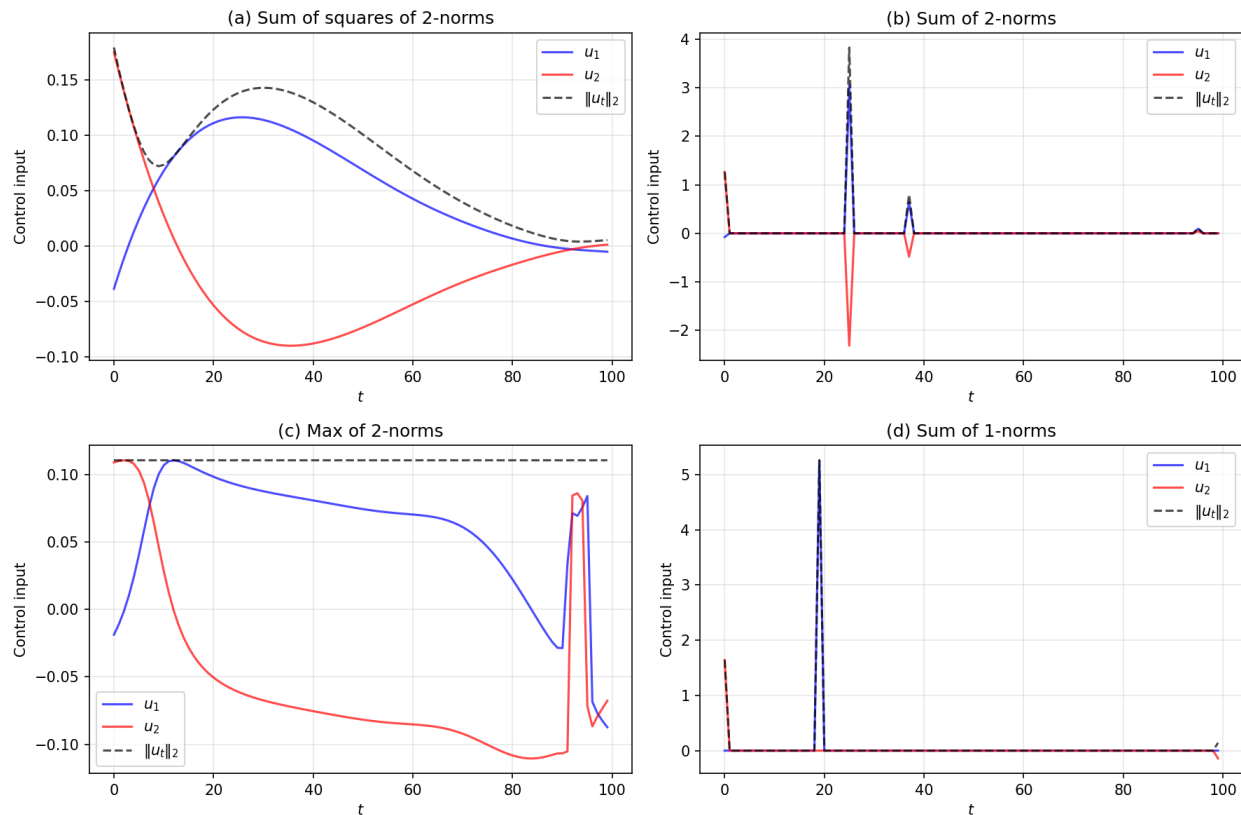 (a) Sum of squares of 2-norms
Control input
0.15
0.10
0.05
0.00
−0.05
−0.10
0
20
40
60
80
100
t
u₁
u₂
‖uₜ‖₂
(b) Sum of 2-norms
Control input
4
3
2
1
0
−1
−2
0
20
40
60
80
100
t
u₁
u₂
‖uₜ‖₂
(c) Max of 2-norms
Control input
0.10
0.05
0.00
−0.05
−0.10
0
20
40
60
80
100
t
u₁
u₂
‖uₜ‖₂
(d) Sum of 1-norms
Control input
5
4
3
2
1
0
0
20
40
60
80
100
t
u₁
u₂
‖uₜ‖₂